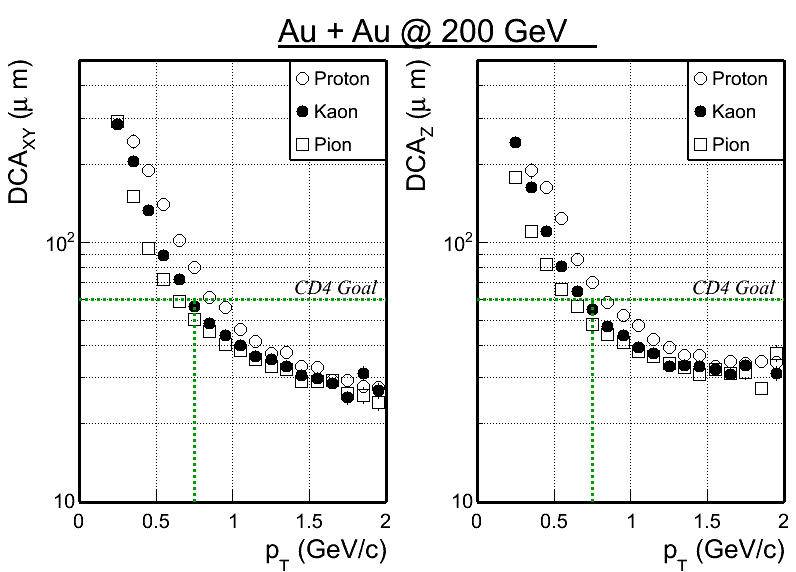 Au + Au @ 200 GeV
DCA_XY (μ m)
Proton
Kaon
Pion
10^2
CD4 Goal
10
0 0.5 1 1.5 2
p_T (GeV/c)
DCA_Z (μ m)
Proton
Kaon
Pion
10^2
CD4 Goal
10
0 0.5 1 1.5 2
p_T (GeV/c)